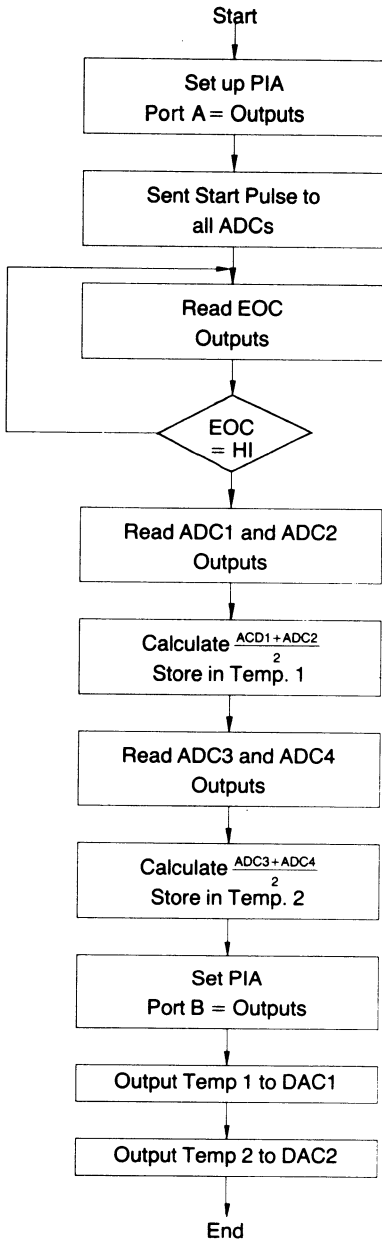 Start
Set up PIA
Port A = Outputs
Sent Start Pulse to
all ADCs
Read EOC
Outputs
EOC
= HI
Read ADC1 and ADC2
Outputs
Calculate ACD1+ADC2
2
Store in Temp. 1
Read ADC3 and ADC4
Outputs
Calculate ADC3+ADC4
2
Store in Temp. 2
Set PIA
Port B = Outputs
Output Temp 1 to DAC1
Output Temp 2 to DAC2
End